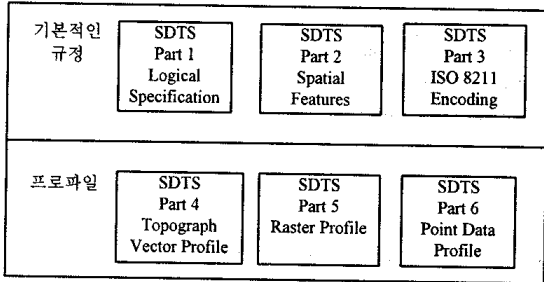 기본적인
규정
SDTS
Part 1
Logical
Specification
SDTS
Part 2
Spatial
Features
SDTS
Part 3
ISO 8211
Encoding
프로파일
SDTS
Part 4
Topograph
Vector Profile
SDTS
Part 5
Raster Profile
SDTS
Part 6
Point Data
Profile